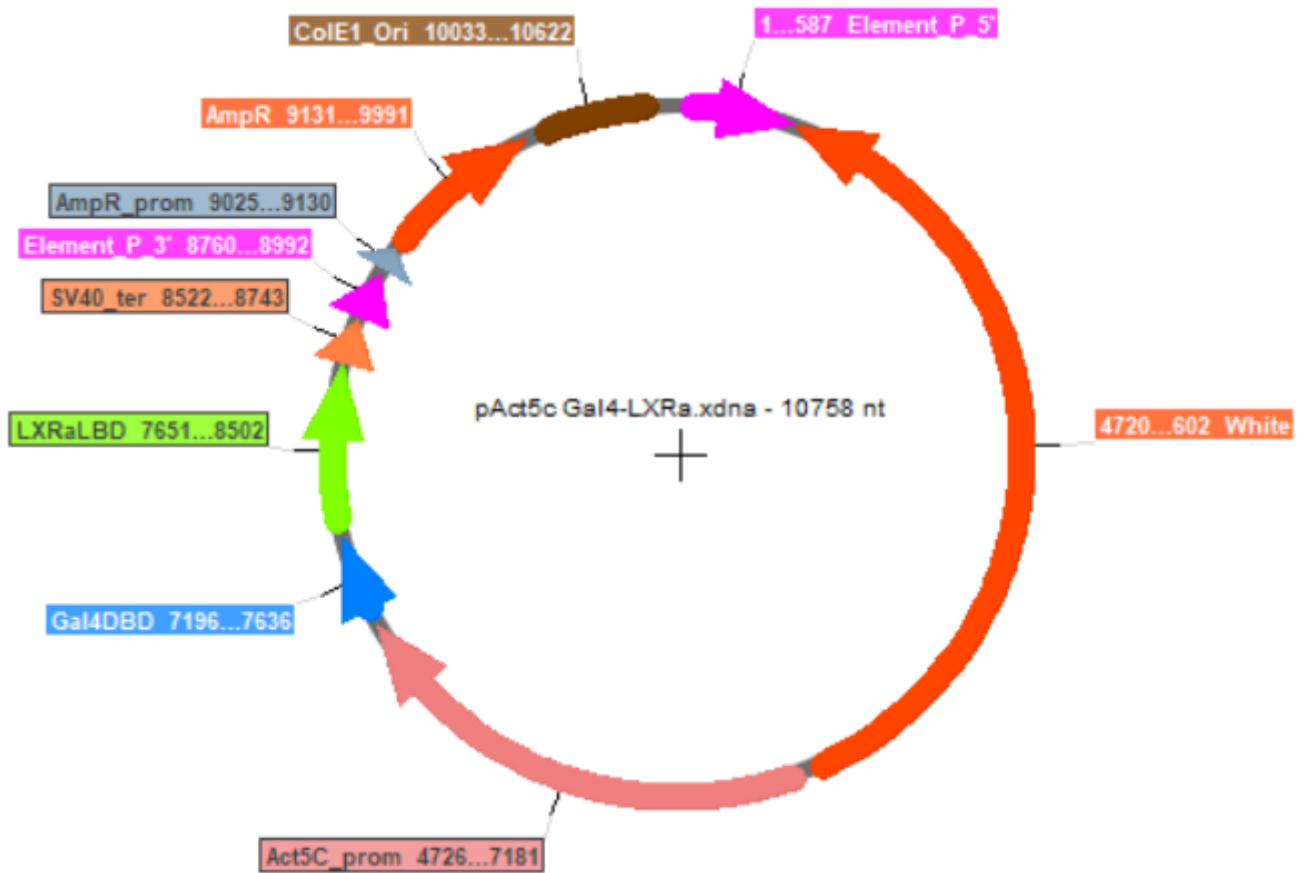 ColE1_Ori 10033...10622
1...587 Element_P_5'
AmpR 9131...9991
AmpR_prom 9025...9130
Element_P_3' 8760...8992
SV40_ter 8522...8743
pAct5c Gal4-LXRa.xdna - 10758 nt
LXRaLBD 7651...8502
4720...602 White
Gal4DBD 7196...7636
Act5C_prom 4726...7181